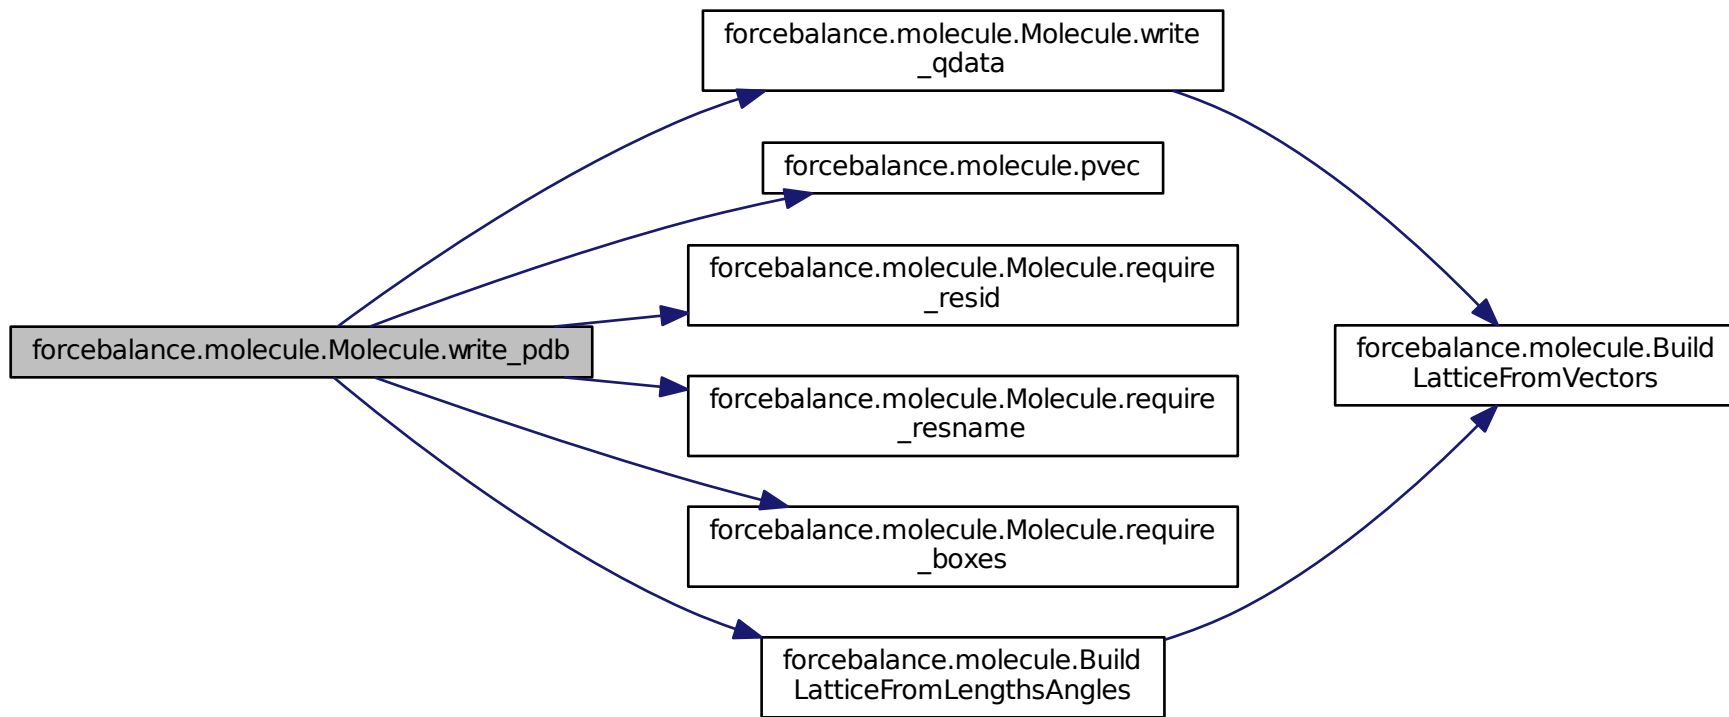 forcebalance.molecule.Molecule.write
_qdata
forcebalance.molecule.pvec
forcebalance.molecule.Molecule.require
_resid
forcebalance.molecule.Molecule.write_pdb
forcebalance.molecule.Build
LatticeFromVectors
forcebalance.molecule.Molecule.require
_resname
forcebalance.molecule.Molecule.require
_boxes
forcebalance.molecule.Build
LatticeFromLengthsAngles